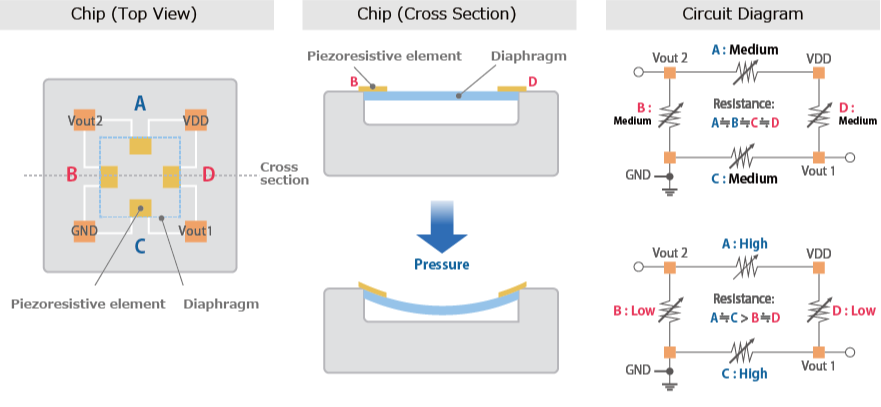 Chip (Top View)
A
Vout2
VDD
B
D
Cross
section
GND
Vout1
C
Piezoresistive element
Diaphragm
Chip (Cross Section)
Piezoresistive element
Diaphragm
B
D
Pressure
Circuit Diagram
A: Medium
Vout 2
VDD
B:
Medium
Resistance:
A≒B≒C≒D
D:
Medium
GND
C: Medium
Vout 1
A: High
Vout 2
VDD
B: Low
Resistance:
A≒C > B≒D
D: Low
GND
C: High
Vout 1